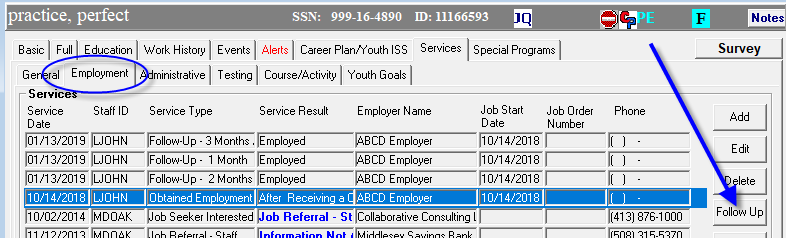 practice, perfect SSN: 999-16-4890 ID: 11166593 JQ PE F Notes
Basic Full Education Work History Events Alerts Career Plan/Youth ISS Services Special Programs Survey
General Employment Administrative Testing Course/Activity Youth Goals
Services
Service Date Staff ID Service Type Service Result Employer Name Job Start Date Job Order Number Phone
Add
01/13/2019 LJOHN Follow-Up - 3 Months Employed ABCD Employer 10/14/2018 ( ) -
01/13/2019 LJOHN Follow-Up - 1 Month Employed ABCD Employer 10/14/2018 ( ) -
Edit
01/13/2019 LJOHN Follow-Up - 2 Months Employed ABCD Employer 10/14/2018 ( ) -
Delete
10/14/2018 LJOHN Obtained Employment After Receiving a ABCD Employer 10/14/2018 ( ) -
Follow Up
10/02/2014 MDOAK Job Seeker Interested Job Referral - St Collaborative Consulting (413) 876-1000
11/12/2013 MDOAK Job Referral - Staff Information Not Middlesex Savings Bank (508) 315-5370